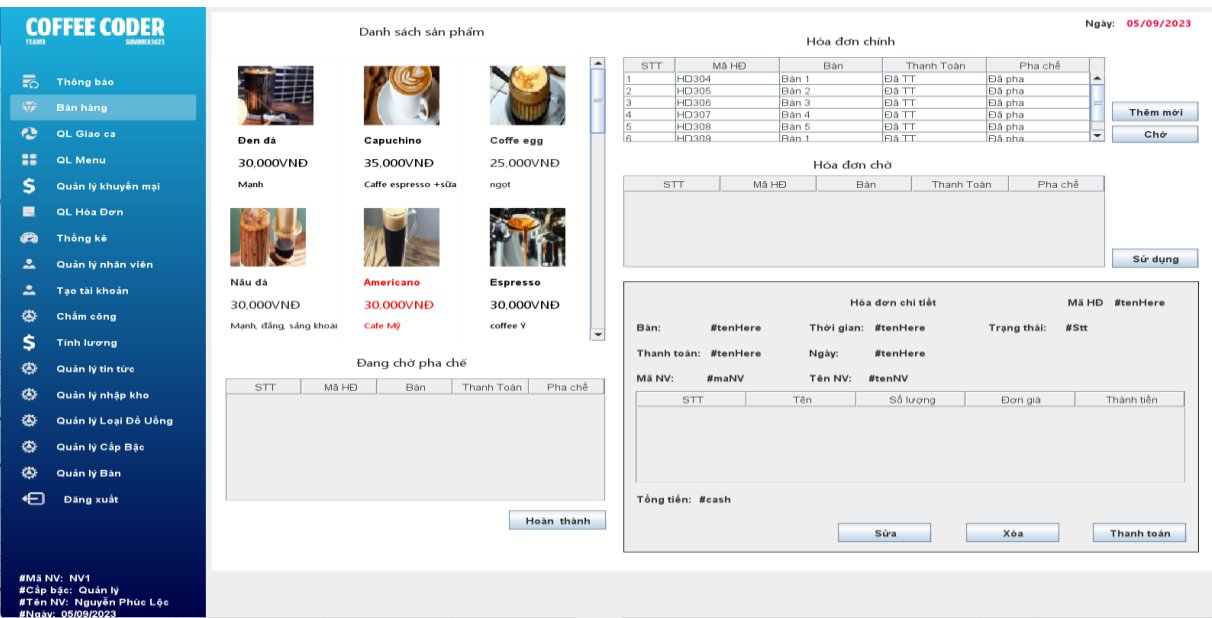 COFFEE CODER
TEAM3 SUMMER2023
Thông báo
Bán hàng
QL Giao ca
QL Menu
Quản lý khuyến mại
QL Hóa Đơn
Thống kê
Quản lý nhân viên
Tạo tài khoản
Chấm công
Tính lương
Quản lý tin tức
Quản lý nhập kho
Quản lý Loại Đồ Uống
Quản lý Cấp Bậc
Quản lý Bàn
Đăng xuất
#Mã NV: NV1
#Cấp bậc: Quản lý
#Tên NV: Nguyễn Phúc Lộc
#Ngày: 05/09/2023
Danh sách sản phẩm
Đen đá Capuchino Coffe egg
30,000VNĐ 35,000VNĐ 25,000VNĐ
Mạnh Caffe espresso +sữa ngọt
Nâu đá Americano Espresso
30,000VNĐ 30,000VNĐ 30,000VNĐ
Mạnh, đắng, sảng khoái Cafe Mỹ coffee Ý
Đang chờ pha chế
STT Mã HĐ Bàn Thanh Toán Pha chế
Hoàn thành
Ngày: 05/09/2023
Hóa đơn chính
STT Mã HĐ Bàn Thanh Toán Pha chế
1 HD304 Bàn 1 Đã TT Đã pha
2 HD305 Bàn 2 Đã TT Đã pha
3 HD306 Bàn 3 Đã TT Đã pha
4 HD307 Bàn 4 Đã TT Đã pha
5 HD308 Bàn 5 Đã TT Đã pha
6 HD309 Bàn 1 Đã TT Đã pha
Thêm mới
Chờ
Hóa đơn chờ
STT Mã HĐ Bàn Thanh Toán Pha chế
Sử dụng
Hóa đơn chi tiết Mã HĐ #tenHere
Bàn: #tenHere Thời gian: #tenHere Trạng thái: #Stt
Thanh toán: #tenHere Ngày: #tenHere
Mã NV: #maNV Tên NV: #tenNV
STT Tên Số lượng Đơn giá Thành tiền
Tổng tiền: #cash
Sửa Xóa Thanh toán